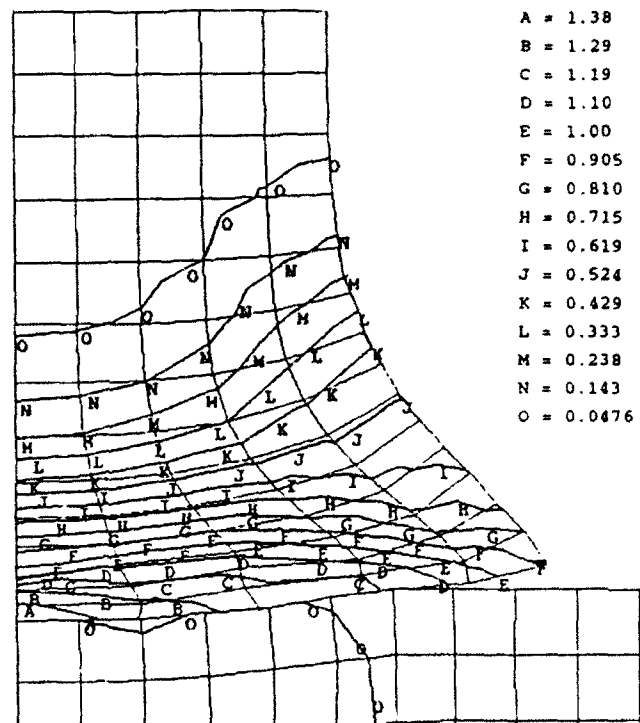 A = 1.38
B = 1.29
C = 1.19
D = 1.10
E = 1.00
F = 0.905
G = 0.810
H = 0.715
I = 0.619
J = 0.524
K = 0.429
L = 0.333
M = 0.238
N = 0.143
O = 0.0476
O
O
O
O
O
O
O
N
N
N
N
N
N
M
M
M
M
M
M
M
L
L
L
L
L
L
K
K
K
K
K
K
J
J
J
J
I
I
I
H
H
H
H
H
H
G
G
G
G
G
F
F
F
F
F
F
E
E
E
E
D
D
D
D
C
C
C
B
B
B
A
O
O
O
O